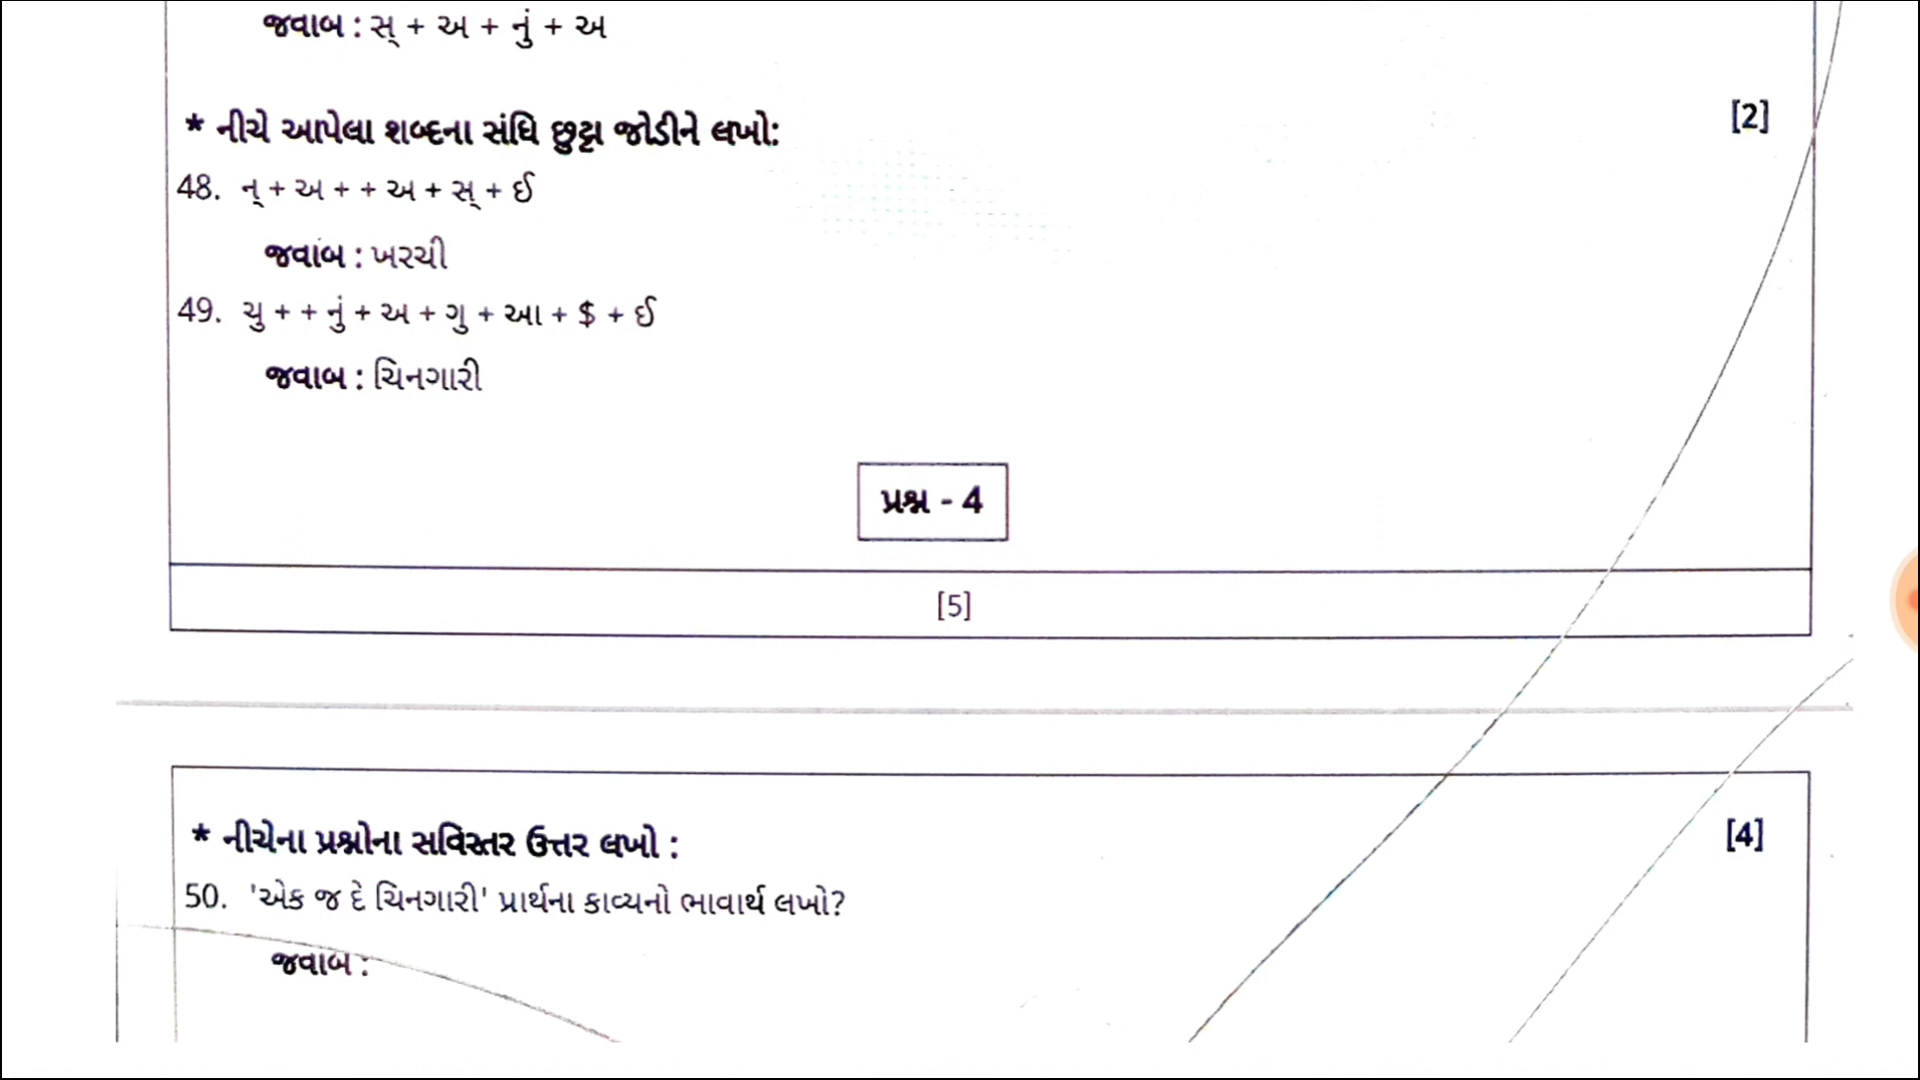 જવાબ : સ્ + અ + નું + અ
* નીચે આપેલા શબ્દના સંધિ છુટ્ટા જોડીને લખો: [2]
48. ન્ + અ + + અ + સ્ + ઈ
જવાબ : ખરચી
49. ચુ + + નું + અ + ગુ + આ + $ + ઈ
જવાબ : ચિનગારી
પ્રશ્ન - 4
[5]
* નીચેના પ્રશ્નોના સવિસ્તર ઉત્તર લખો : [4]
50. 'એક જ દે ચિનગારી' પ્રાર્થના કાવ્યનો ભાવાર્થ લખો?
જવાબ :